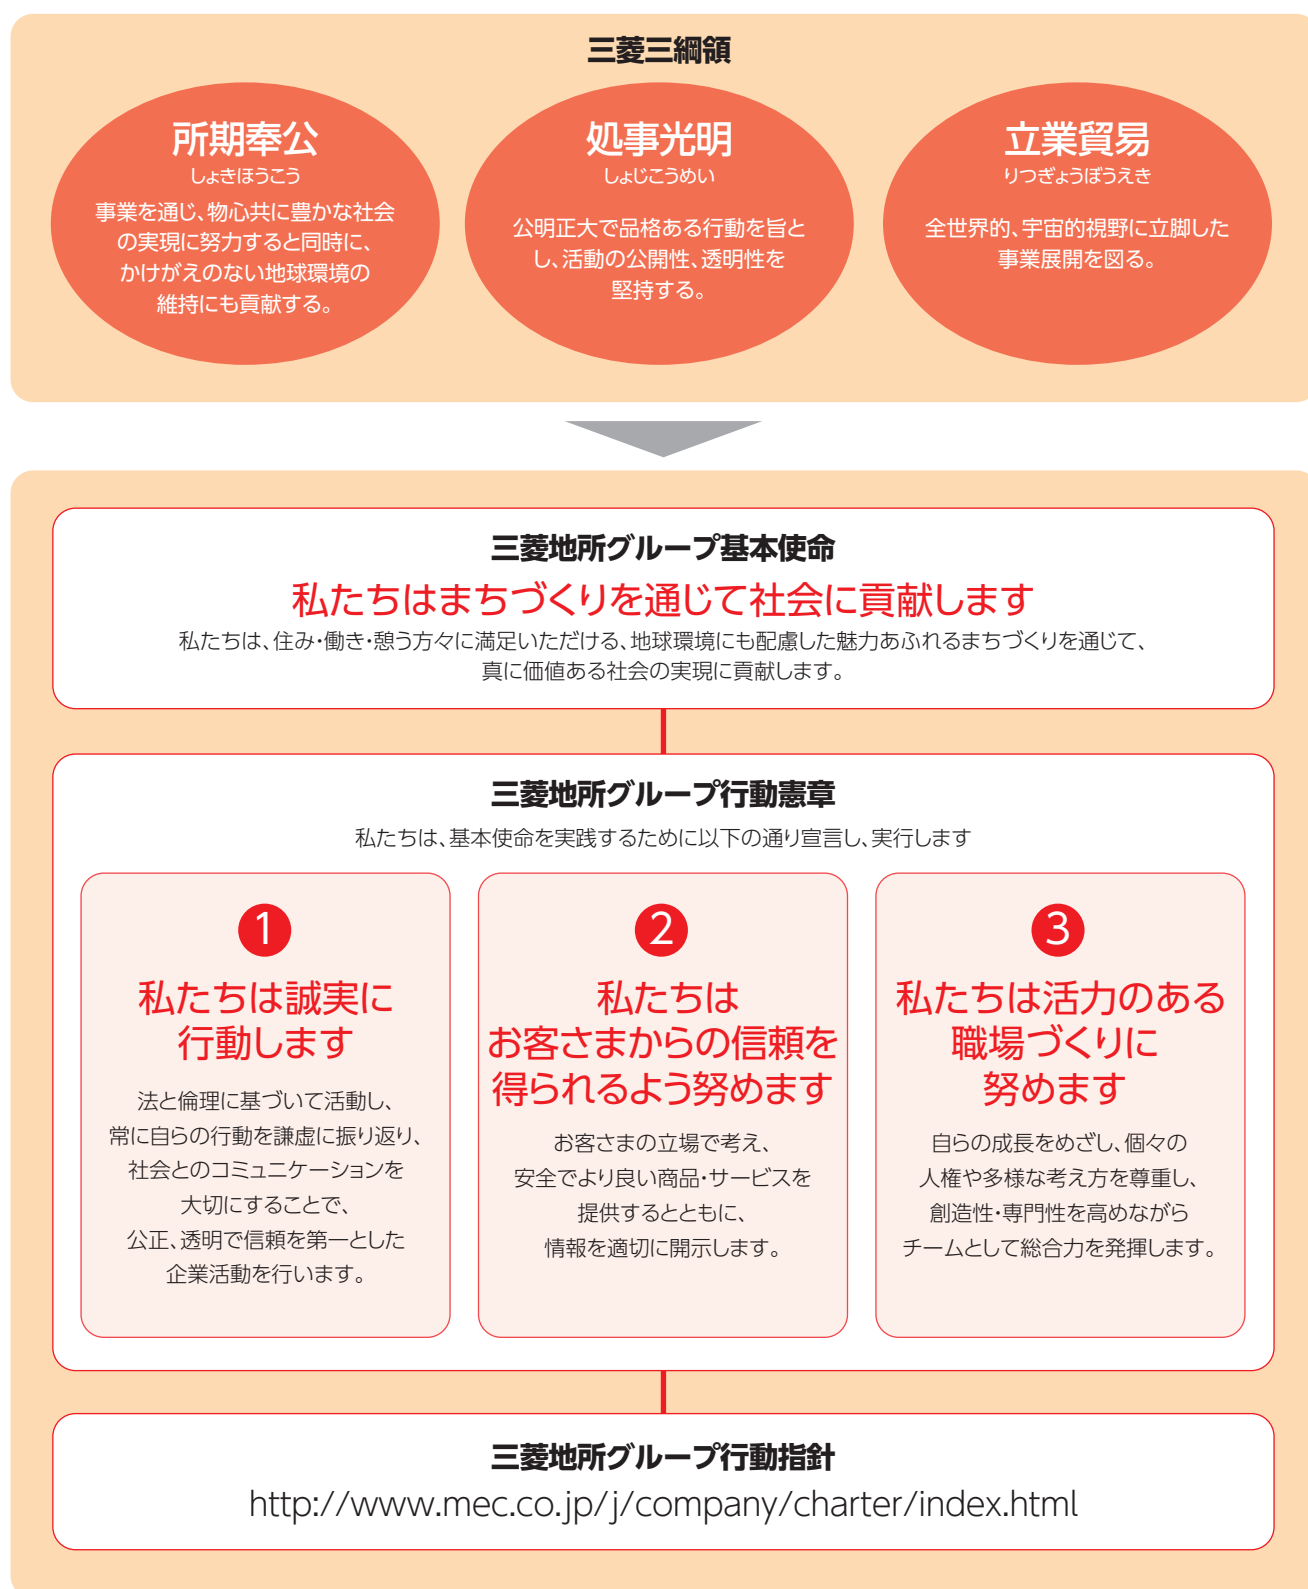 三菱三綱領
所期奉公
しょきほうこう
事業を通じ、物心共に豊かな社会
の実現に努力すると同時に、
かけがえのない地球環境の
維持にも貢献する。
処事光明
しょじこうめい
公明正大で品格ある行動を旨と
し、活動の公開性、透明性を
堅持する。
立業貿易
りつぎょうぼうえき
全世界的、宇宙的視野に立脚した
事業展開を図る。
三菱地所グループ基本使命
私たちはまちづくりを通じて社会に貢献します
私たちは、住み・働き・憩う方々に満足いただける、地球環境にも配慮した魅力あふれるまちづくりを通じて、
真に価値ある社会の実現に貢献します。
三菱地所グループ行動憲章
私たちは、基本使命を実践するために以下の通り宣言し、実行します
1
私たちは誠実に
行動します
法と倫理に基づいて活動し、
常に自らの行動を謙虚に振り返り、
社会とのコミュニケーションを
大切にすることで、
公正、透明で信頼を第一とした
企業活動を行います。
2
私たちは
お客さまからの信頼を
得られるよう努めます
お客さまの立場で考え、
安全でより良い商品・サービスを
提供するとともに、
情報を適切に開示します。
3
私たちは活力のある
職場づくりに
努めます
自らの成長をめざし、個々の
人権や多様な考え方を尊重し、
創造性・専門性を高めながら
チームとして総合力を発揮します。
三菱地所グループ行動指針
http://www.mec.co.jp/j/company/charter/index.html